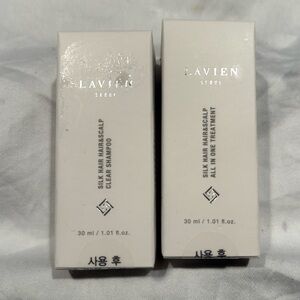 LAVIEN
SEOUL
SILK HAIR HAIR&SCALP
CLEAR SHAMPOO
30 ml / 1.01 fl.oz.
사용 후
LAVIEN
SEOUL
SILK HAIR HAIR&SCALP
ALL IN ONE TREATMENT
30 ml / 1.01 fl.oz.
사용 후